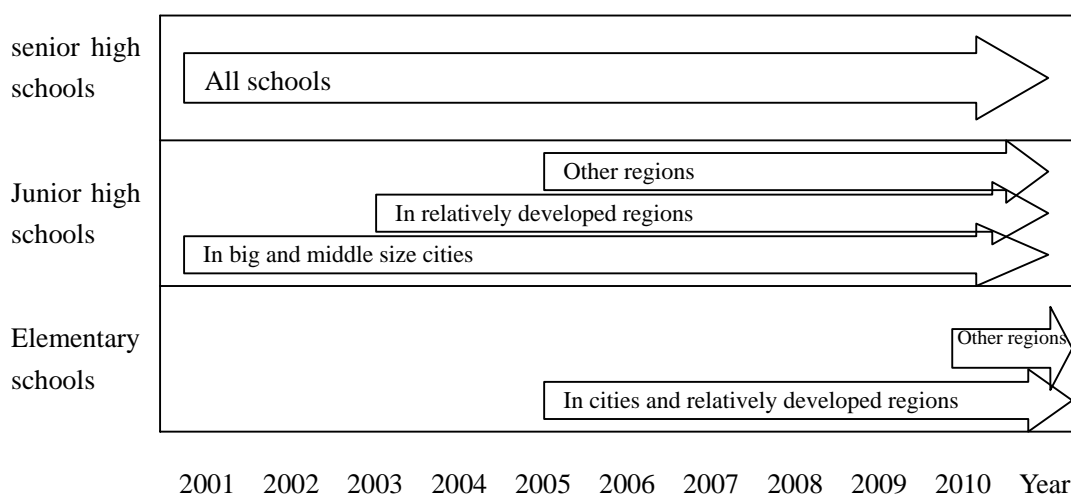 senior high
schools
All schools
Junior high
schools
Other regions
In relatively developed regions
In big and middle size cities
Elementary
schools
Other regions
In cities and relatively developed regions
2001 2002 2003 2004 2005 2006 2007 2008 2009 2010 Year